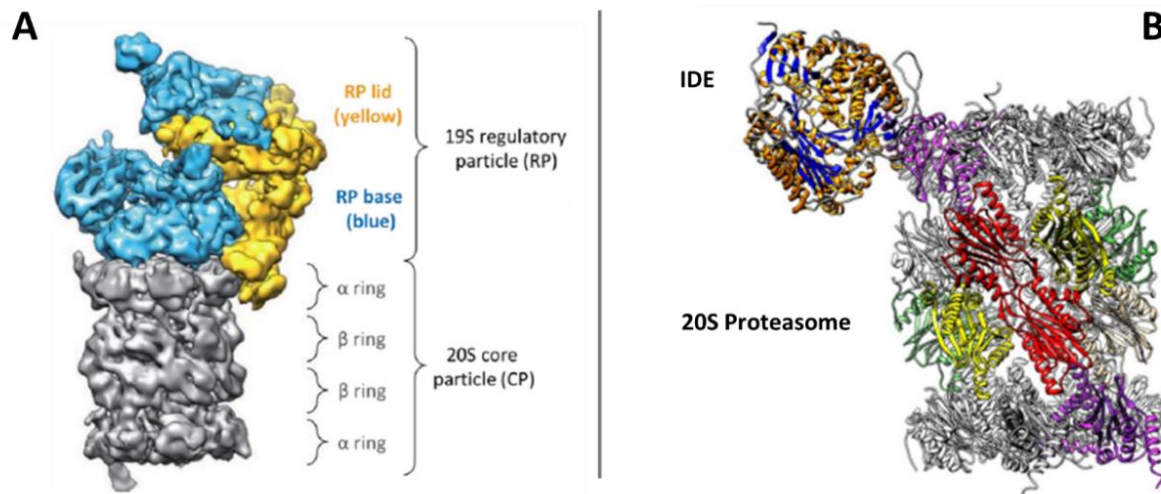 A
RP lid
(yellow)
RP base
(blue)
19S regulatory
particle (RP)
α ring
β ring
β ring
α ring
20S core
particle (CP)
B
IDE
20S Proteasome